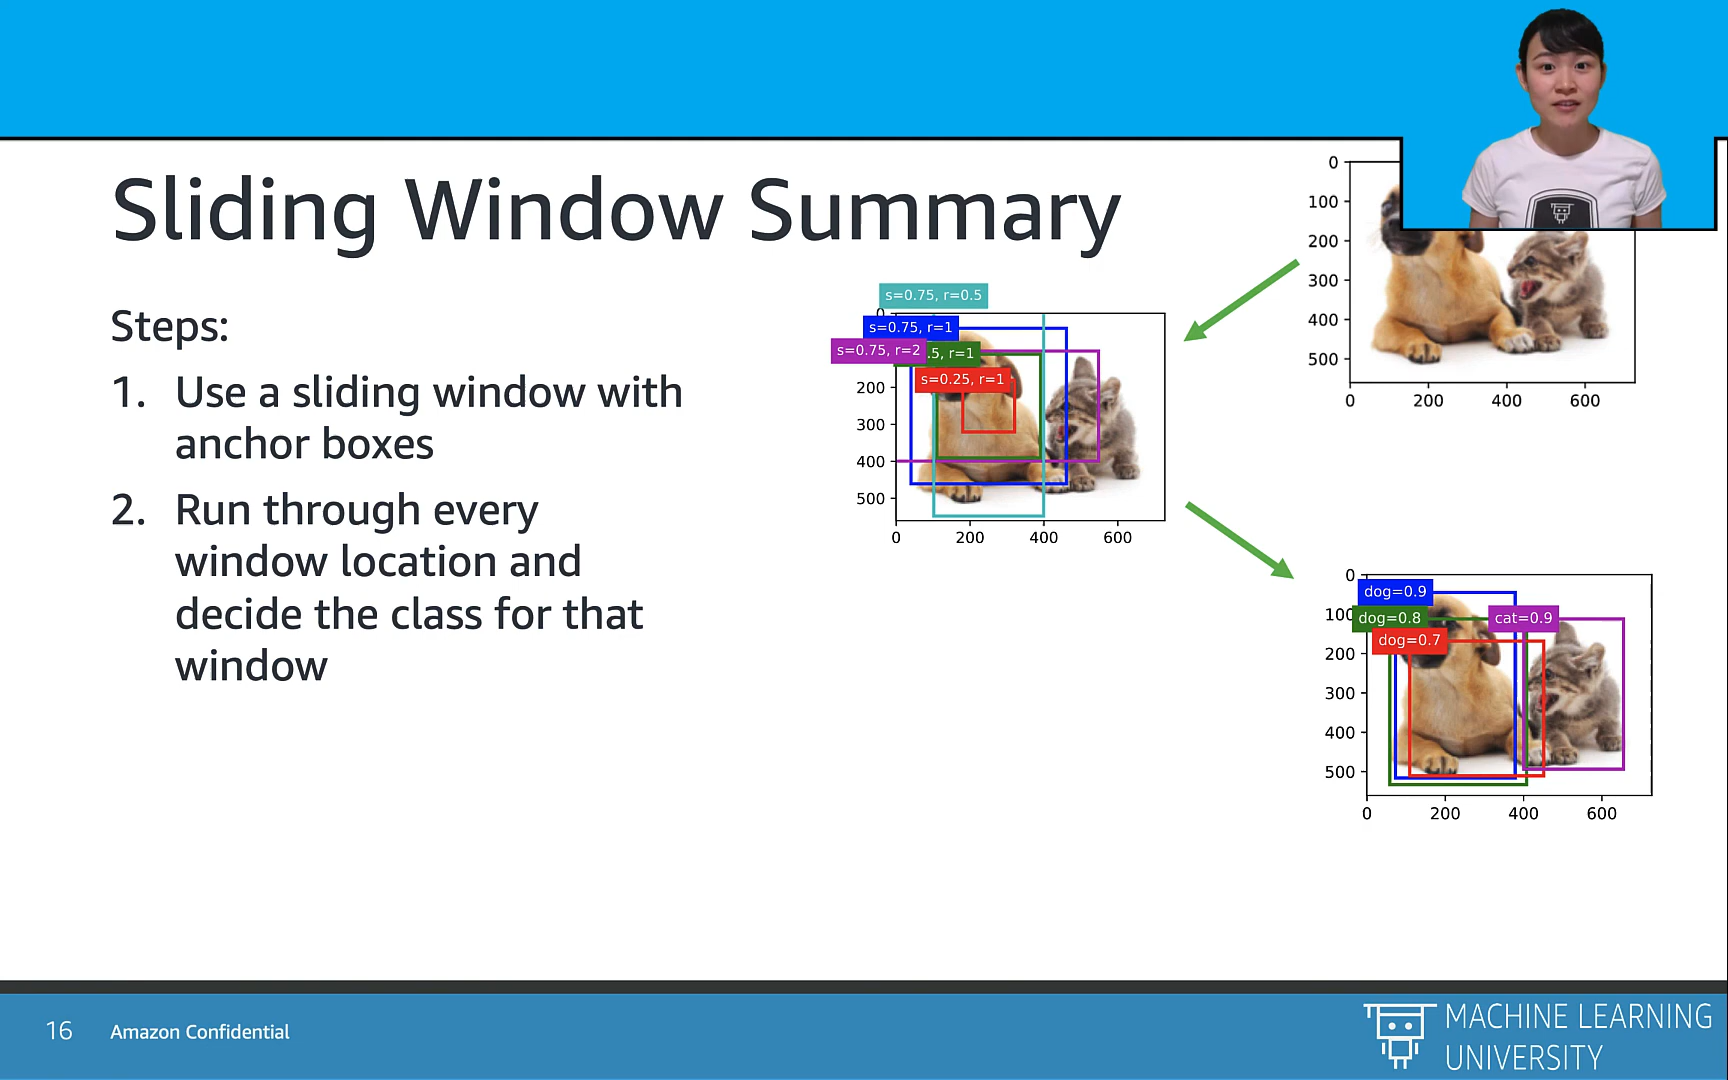 Sliding Window Summary
Steps:
1. Use a sliding window with
anchor boxes
2. Run through every
window location and
decide the class for that
window
0
100
200
300
400
500
0 200 400 600
s=0.75, r=0.5
0
s=0.75, r=1
s=0.75, r=2
.5, r=1
s=0.25, r=1
200
300
400
500
0 200 400 600
0
dog=0.9
100
dog=0.8
cat=0.9
dog=0.7
200
300
400
500
0 200 400 600
16 Amazon Confidential
MACHINE LEARNING
UNIVERSITY